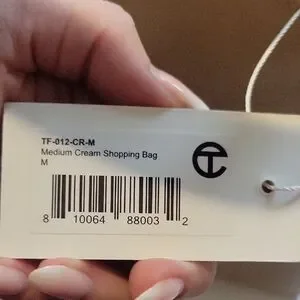 TF-012-CR-M
Medium Cream Shopping Bag
M
8 10064 88003 2